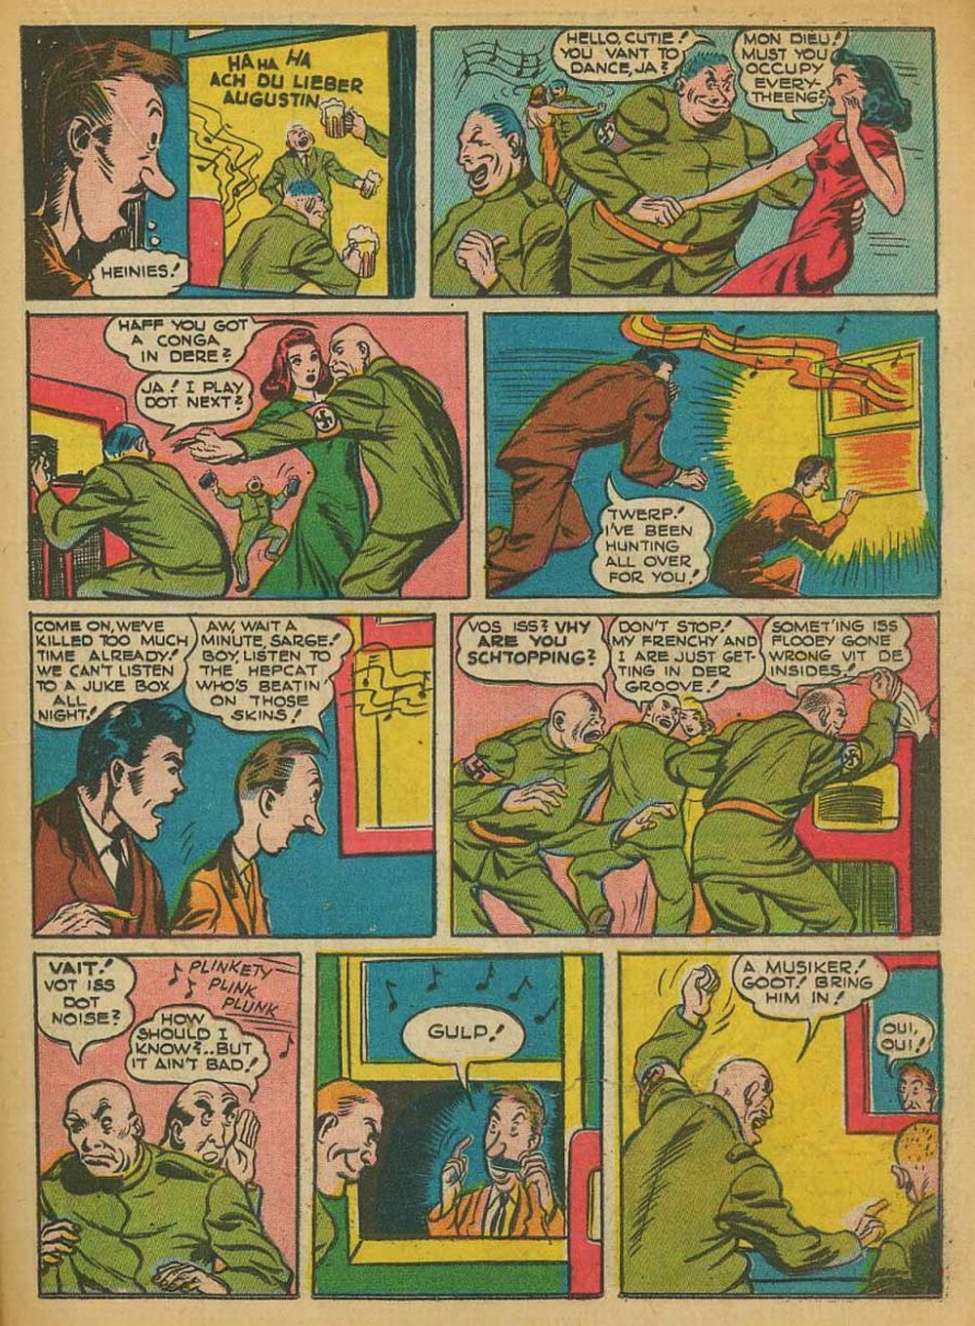 HA HA HA
ACH DU LIEBER
AUGUSTIN
HEINIES!
HELLO, CUTIE!
YOU VANT TO
DANCE, JA?
MON DIEU!
MUST YOU
OCCUPY
EVERY-
THEENG?
HAFF YOU GOT
A CONGA
IN DERE?
JA! I PLAY
DOT NEXT?
TWERP!
I'VE BEEN
HUNTING
ALL OVER
FOR YOU!
COME ON, WE'VE
KILLED TOO MUCH
TIME ALREADY!
WE CAN'T LISTEN
TO A JUKE BOX
ALL
NIGHT!
AW, WAIT A
MINUTE, SARGE!
BOY, LISTEN TO
THE HEPCAT
WHO'S BEATIN'
ON THOSE
SKINS!
VOS ISS? VHY
ARE YOU
SCHTOPPING?
DON'T STOP!
MY FRENCHY AND
I ARE JUST GET-
TING IN DER
GROOVE!
SOMET'ING ISS
FLOOEY GONE
WRONG VIT DE
INSIDES!
VAIT!
VOT ISS
DOT
NOISE?
PLINKETY
PLINK
PLUNK
HOW
SHOULD I
KNOW?..BUT
IT AIN'T BAD!
GULP!
A MUSIKER!
GOOT! BRING
HIM IN!
OUI,
OUI!